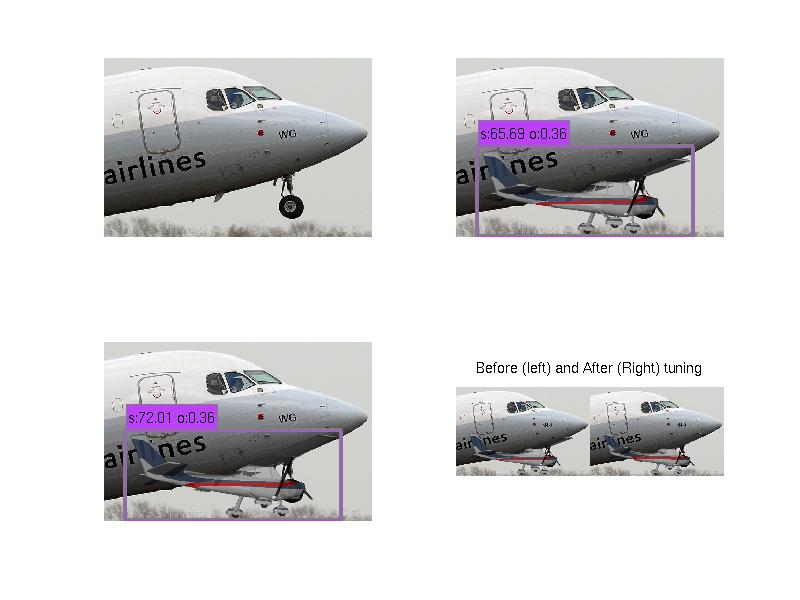 airlines
WG
s:65.69 o:0.36
WG
s:72.01 o:0.36
airlines
WG
Before (left) and After (Right) tuning